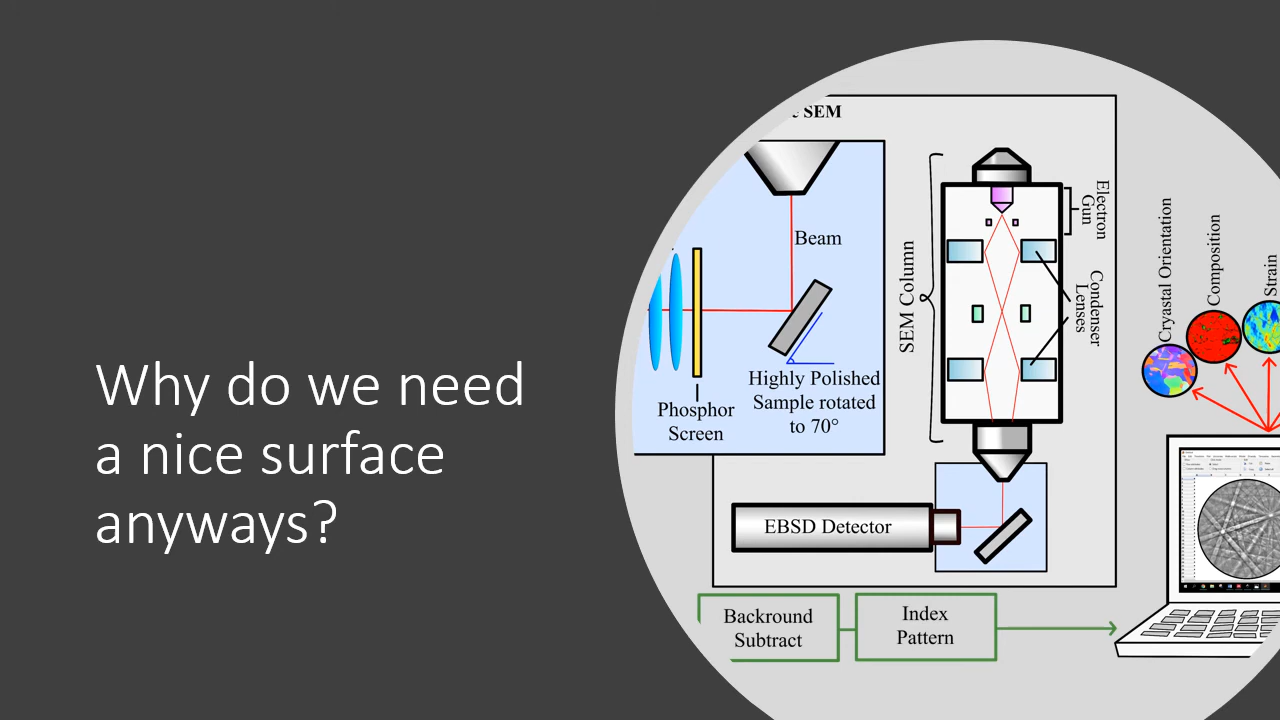 Why do we need
a nice surface
anyways?
SEM
Beam
Phosphor
Screen
Highly Polished
Sample rotated
to 70°
SEM Column
Electron
Gun
Condenser
Lenses
EBSD Detector
Backround
Subtract
Index
Pattern
Cryastal Orientation
Composition
Strain